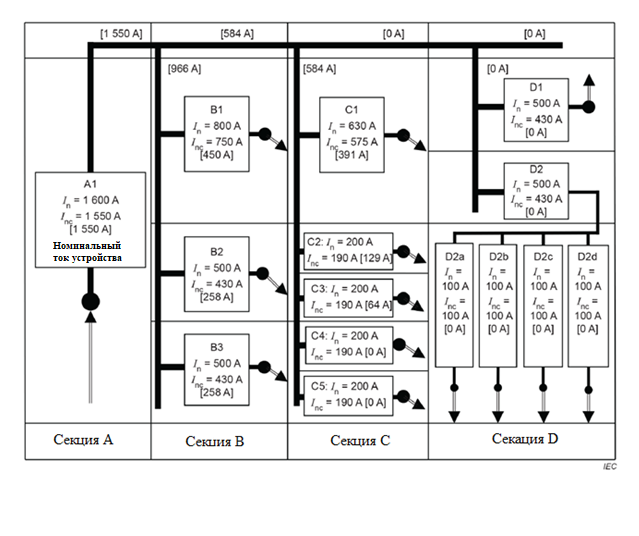 [1 550 A]
[584 A]
[0 A]
[0 A]
[966 A]
[584 A]
[0 A]
A1
In = 1 600 A
Inc = 1 550 A
[1 550 A]
Номинальный
ток устройства
B1
In = 800 A
Inc = 750 A
[450 A]
B2
In = 500 A
Inc = 430 A
[258 A]
B3
In = 500 A
Inc = 430 A
[258 A]
C1
In = 630 A
Inc = 575 A
[391 A]
C2: In = 200 A
Inc = 190 A [129 A]
C3: In = 200 A
Inc = 190 A [64 A]
C4: In = 200 A
Inc = 190 A [0 A]
C5: In = 200 A
Inc = 190 A [0 A]
D1
In = 500 A
Inc = 430 A
[0 A]
D2
In = 500 A
Inc = 430 A
[0 A]
D2a
In =
100 A
Inc =
100 A
[0 A]
D2b
In =
100 A
Inc =
100 A
[0 A]
D2c
In =
100 A
Inc =
100 A
[0 A]
D2d
In =
100 A
Inc =
100 A
[0 A]
Секция А
Секция В
Секция С
Секация D
IEC